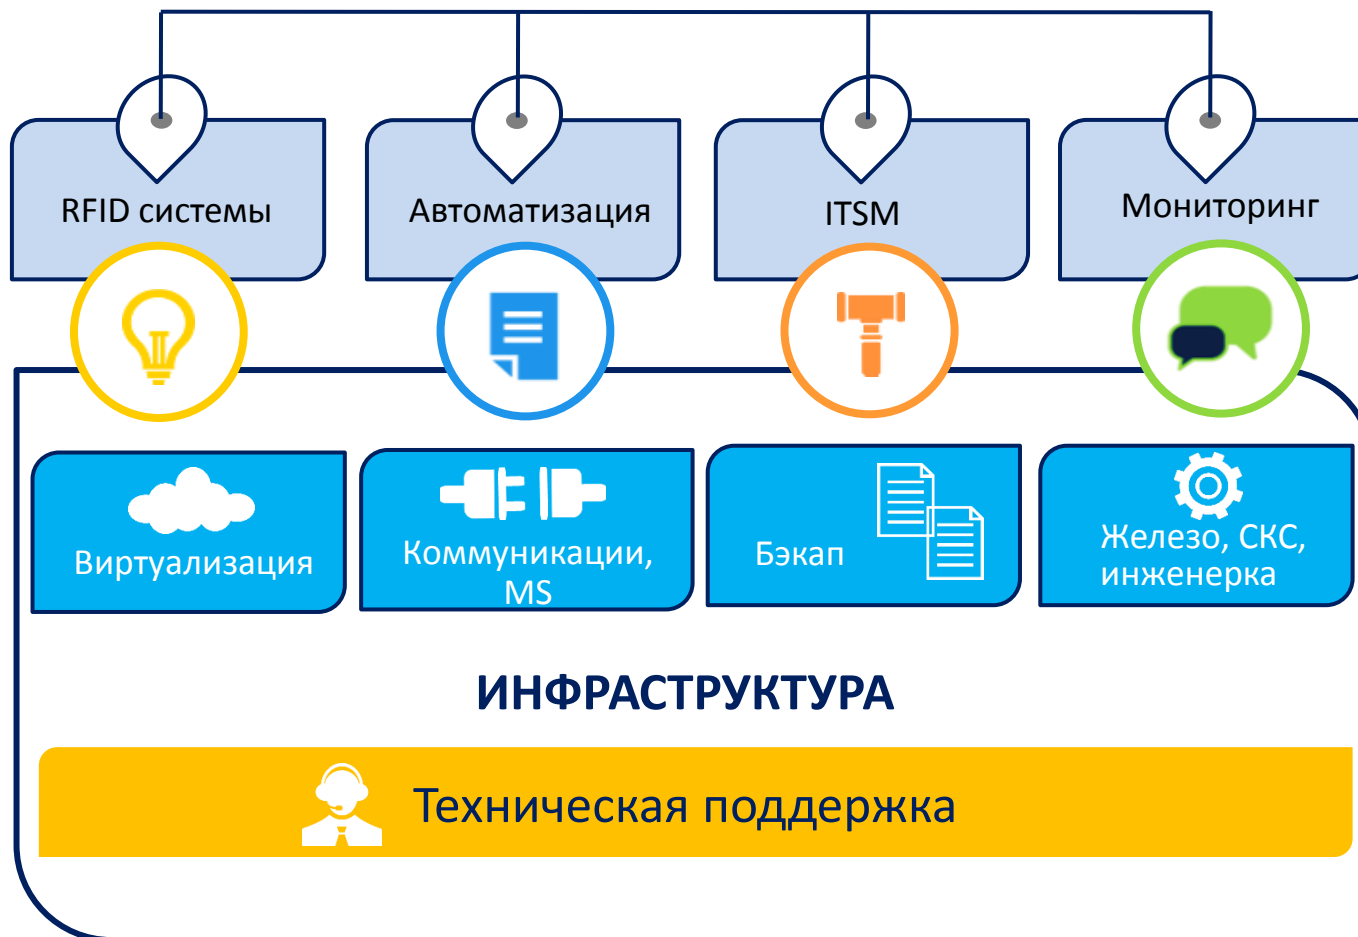 RFID системы
Автоматизация
ITSM
Мониторинг
Виртуализация
Коммуникации,
MS
Бэкап
Железо, СКС,
инженерка
ИНФРАСТРУКТУРА
Техническая поддержка